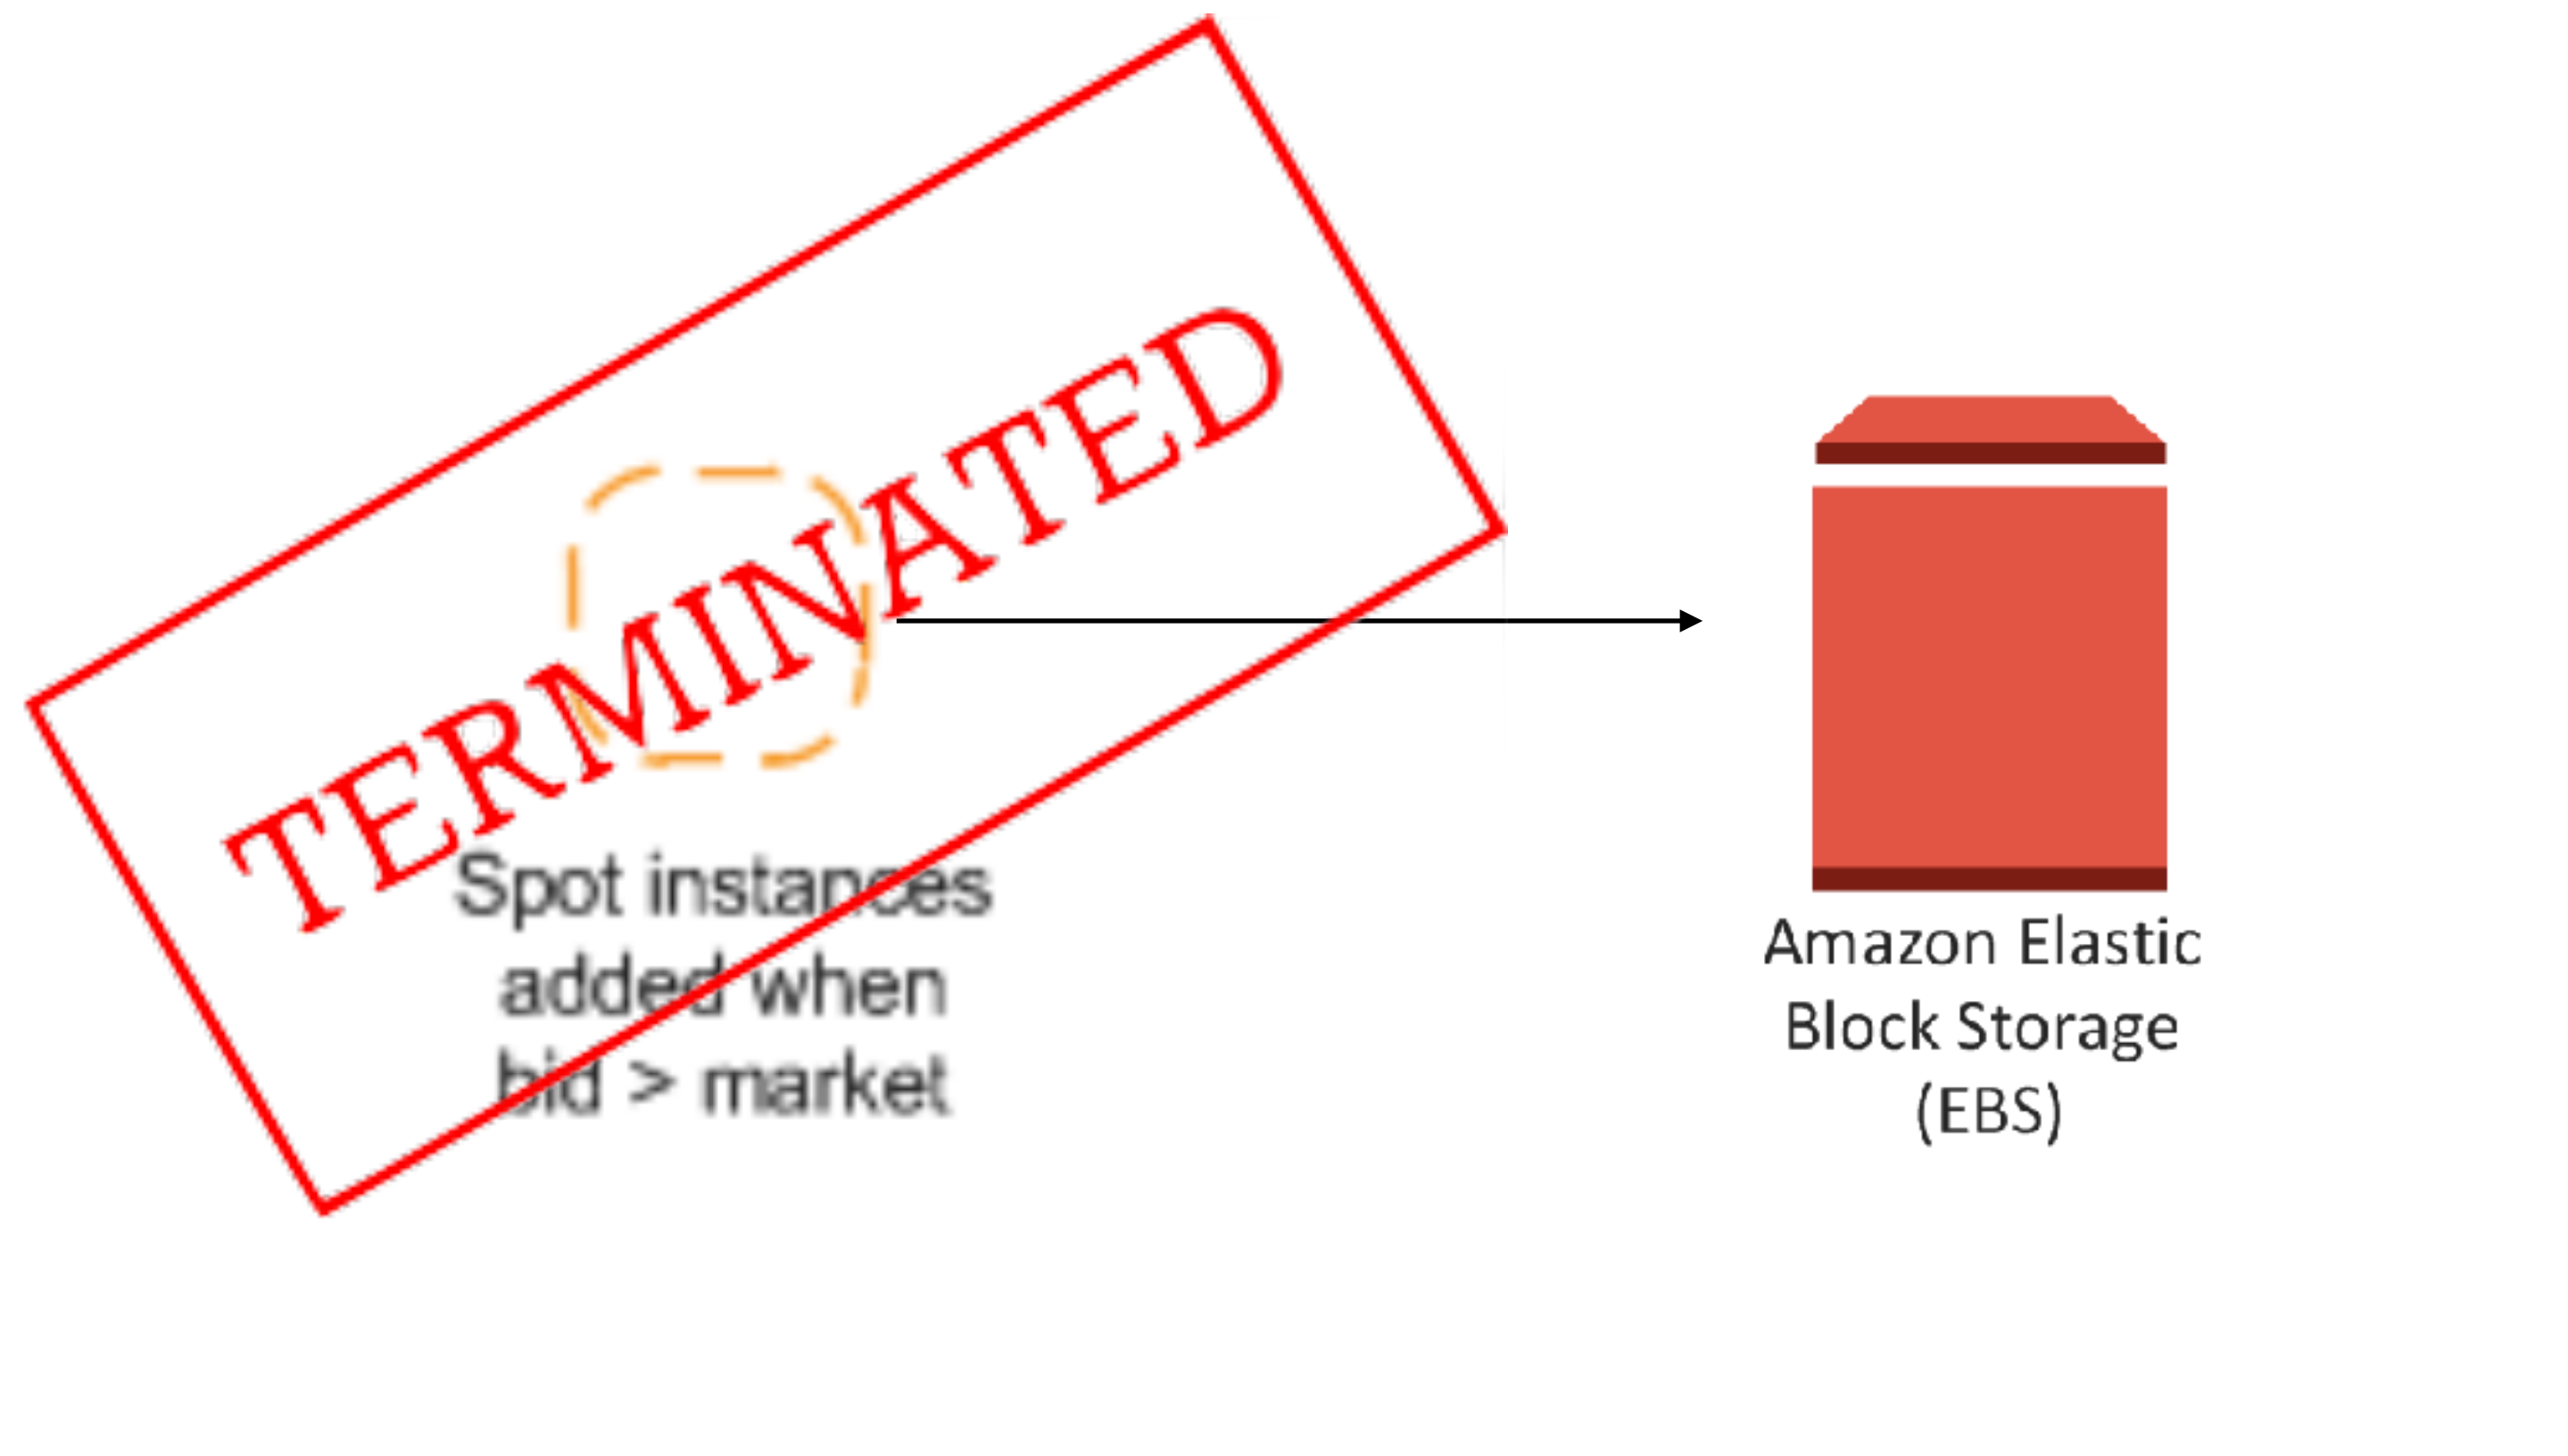 TERMINATED
Spot instances
added when
bid > market
Amazon Elastic
Block Storage
(EBS)